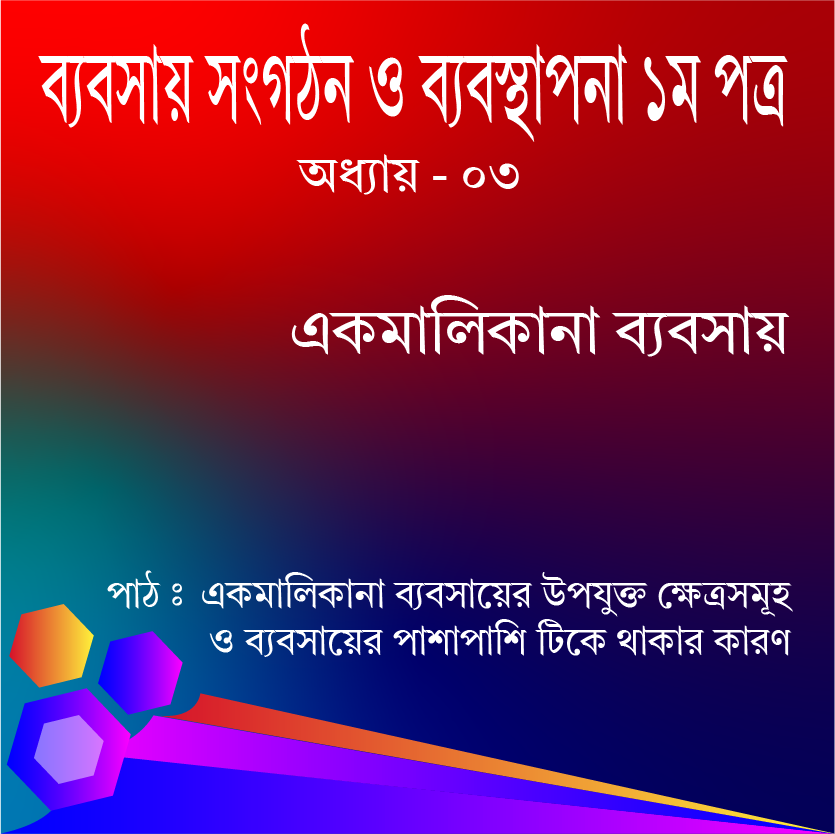 ব্যবসায় সংগঠন ও ব্যবস্থাপনা ১ম পত্র
অধ্যায় - ০৩
একমালিকানা ব্যবসায়
পাঠ ঃ একমালিকানা ব্যবসায়ের উপযুক্ত ক্ষেত্রসমূহ
ও ব্যবসায়ের পাশাপাশি টিকে থাকার কারণ